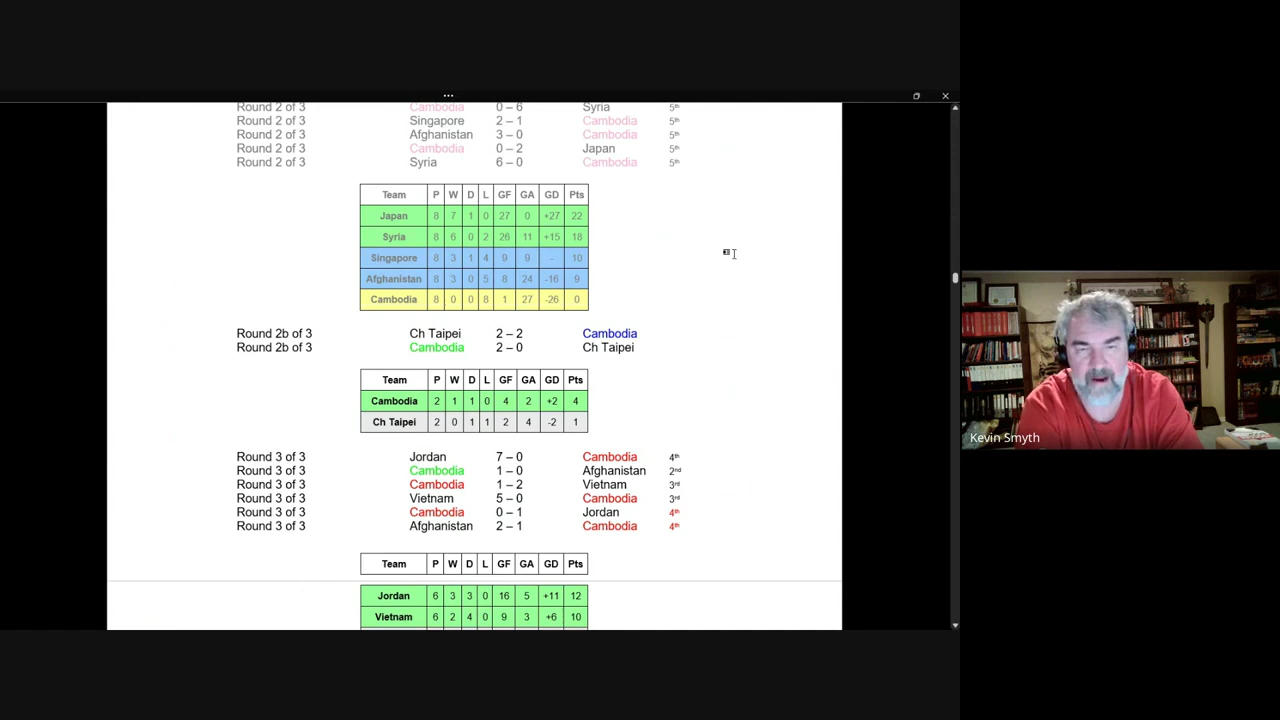 Round 2 of 3 Cambodia 0 – 6 Syria 5th
Round 2 of 3 Singapore 2 – 1 Cambodia 5th
Round 2 of 3 Afghanistan 3 – 0 Cambodia 5th
Round 2 of 3 Cambodia 0 – 2 Japan 5th
Round 2 of 3 Syria 6 – 0 Cambodia 5th
Team P W D L GF GA GD Pts
Japan 8 7 1 0 27 0 +27 22
Syria 8 6 0 2 26 11 +15 18
Singapore 8 3 1 4 9 9 - 10
Afghanistan 8 3 0 5 8 24 -16 9
Cambodia 8 0 0 8 1 27 -26 0
Round 2b of 3 Ch Taipei 2 – 2 Cambodia
Round 2b of 3 Cambodia 2 – 0 Ch Taipei
Team P W D L GF GA GD Pts
Cambodia 2 1 1 0 4 2 +2 4
Ch Taipei 2 0 1 1 2 4 -2 1
Round 3 of 3 Jordan 7 – 0 Cambodia 4th
Round 3 of 3 Cambodia 1 – 0 Afghanistan 2nd
Round 3 of 3 Cambodia 1 – 2 Vietnam 3rd
Round 3 of 3 Vietnam 5 – 0 Cambodia 3rd
Round 3 of 3 Cambodia 0 – 1 Jordan 4th
Round 3 of 3 Afghanistan 2 – 1 Cambodia 4th
Team P W D L GF GA GD Pts
Jordan 6 3 3 0 16 5 +11 12
Vietnam 6 2 4 0 9 3 +6 10
Kevin Smyth